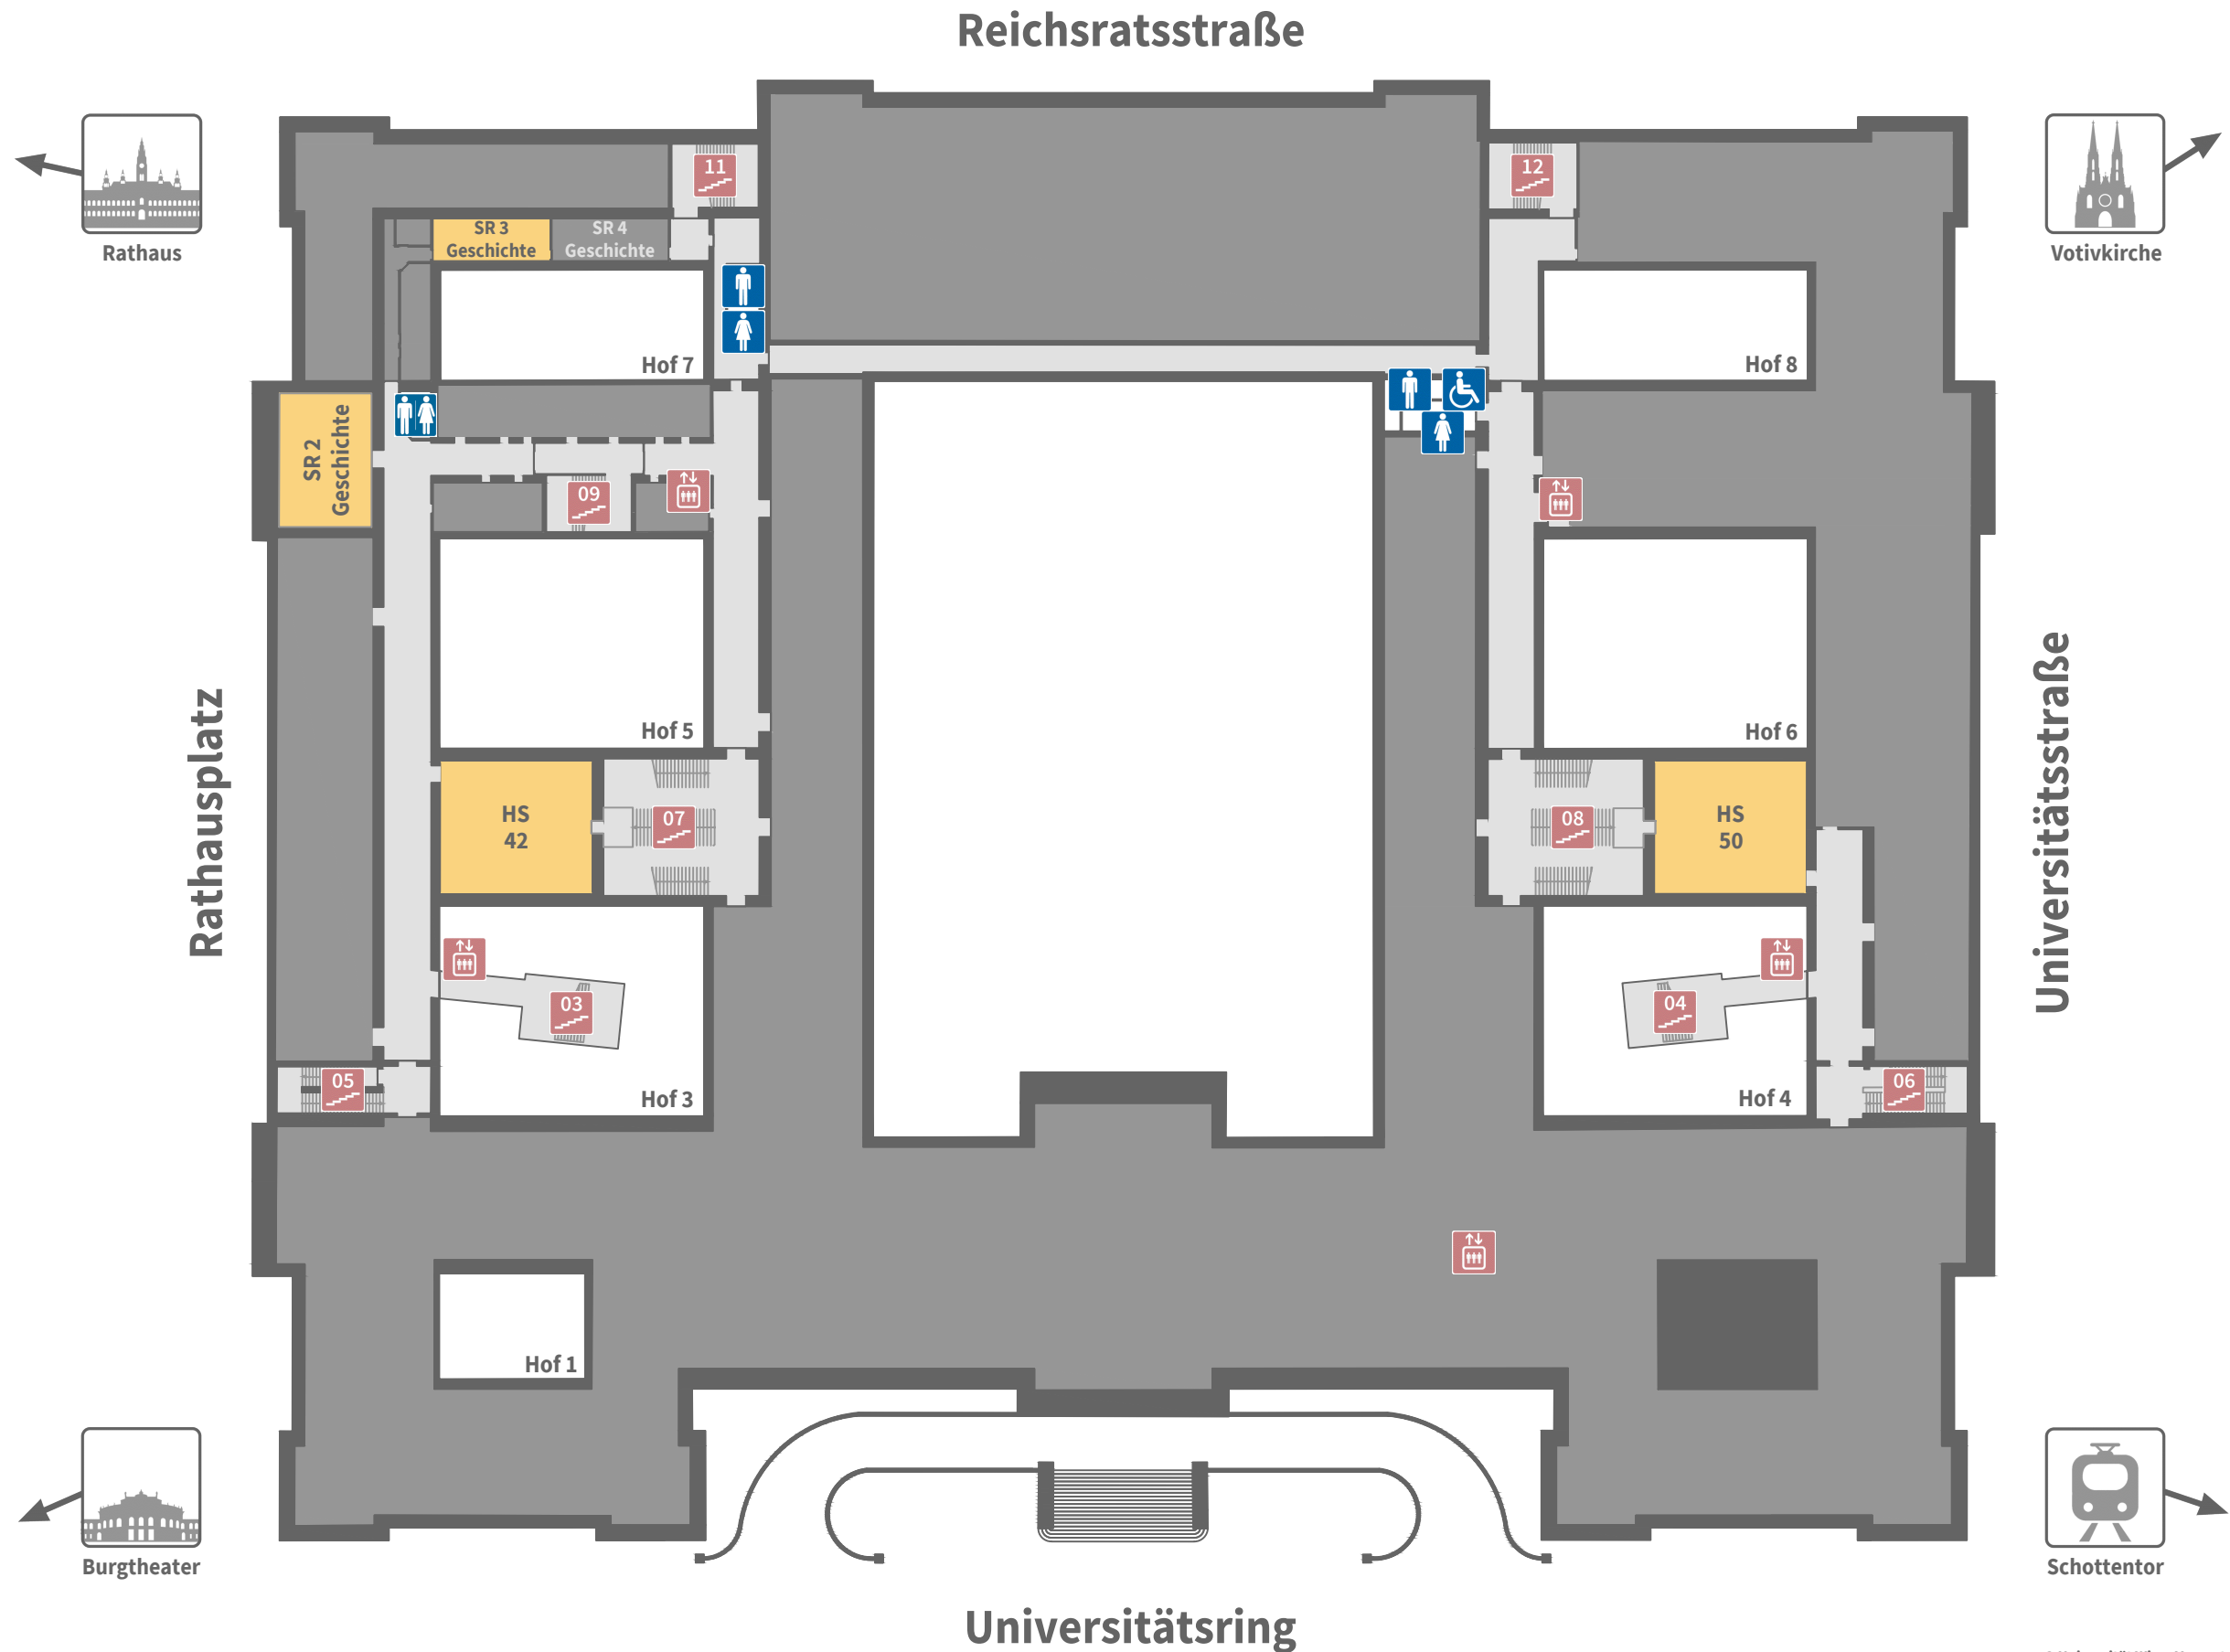 Reichsratsstraße
Rathaus
Votivkirche
11
12
SR 3
Geschichte
SR 4
Geschichte
Hof 7
Hof 8
SR 2
Geschichte
09
Hof 5
Hof 6
Rathausplatz
Universitätsstraße
HS
42
07
08
HS
50
03
04
05
Hof 3
Hof 4
06
Hof 1
Burgtheater
Schottentor
Universitätsring